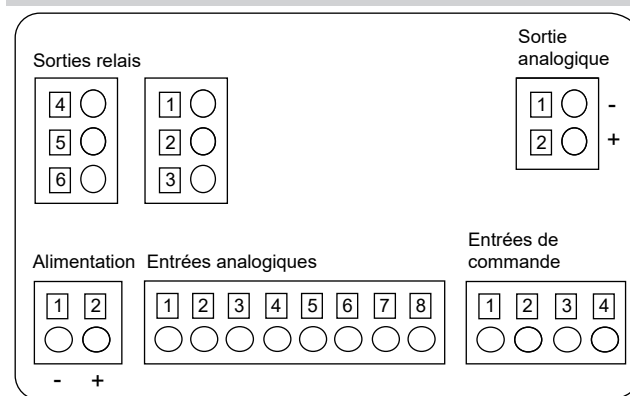 Sortie
analogique
Sorties relais
4 1 1 -
5 2 2 +
6 3
Entrées de
commande
Alimentation Entrées analogiques
1 2 1 2 3 4 5 6 7 8 1 2 3 4
- +